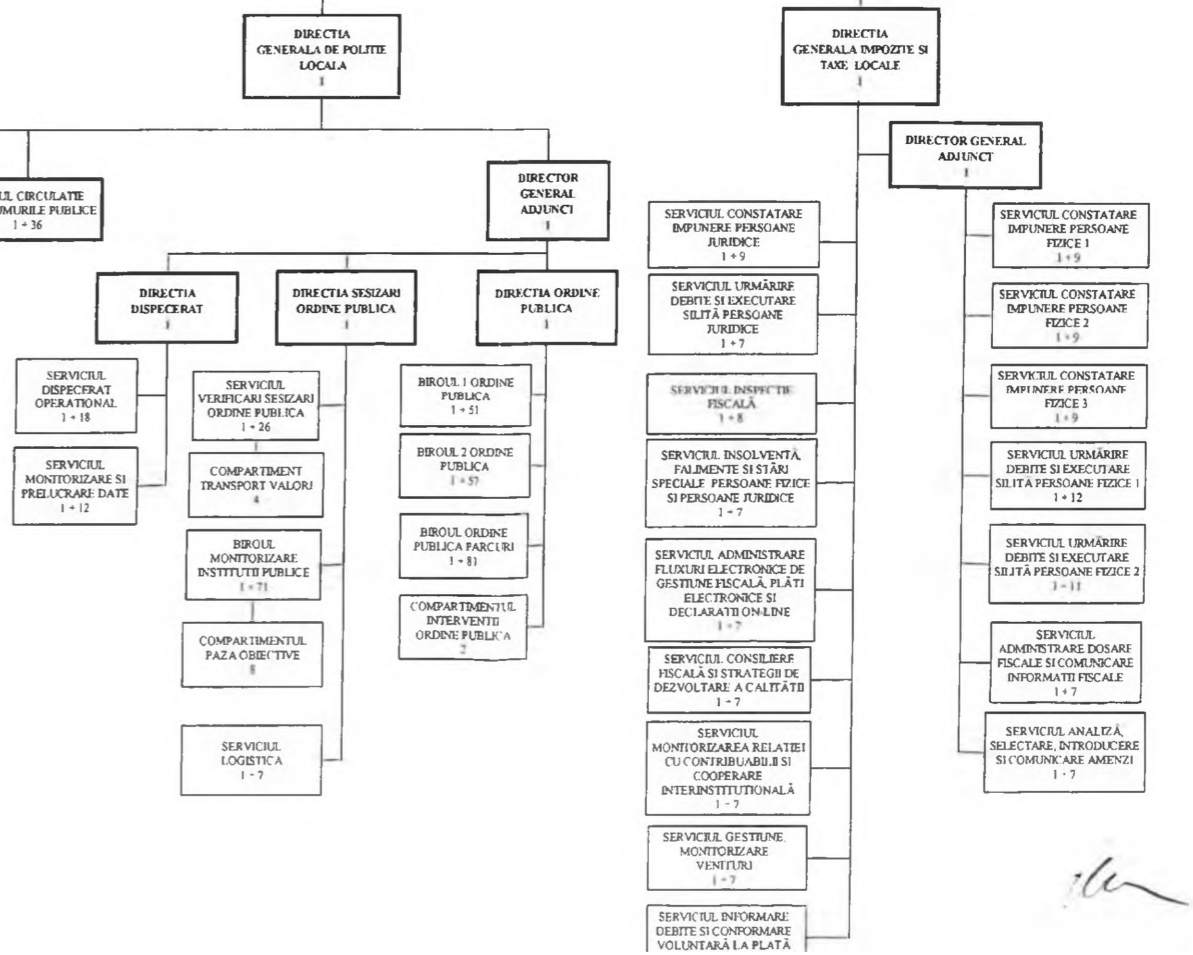 DIRECTIA
GENERALA DE POLITIE
LOCALA
1
UL CIRCULATIE
UMURILE PUBLICE
1 + 36
DIRECTOR
GENERAL
ADJUNCT
1
DIRECTIA
DISPECERAT
1
DIRECTIA SESIZARI
ORDINE PUBLICA
1
DIRECTIA ORDINE
PUBLICA
1
SERVICIUL
DISPECERAT
OPERATIONAL
1 + 18
SERVICIUL
MONITORIZARE SI
PRELUCRARE DATE
1 + 12
SERVICIUL
VERIFICARI SESIZARI
ORDINE PUBLICA
1 + 26
COMPARTIMENT
TRANSPORT VALORI
4
BIROUL
MONITORIZARE
INSTITUTII PUBLICE
1 + 71
COMPARTIMENTUL
PAZA OBIECTIVE
SERVICIUL
LOGISTICA
1 + 7
BIROUL 1 ORDINE
PUBLICA
1 + 51
BIROUL 2 ORDINE
PUBLICA
1 + 57
BIROUL ORDINE
PUBLICA PARCURI
1 + 81
COMPARTIMENTUL
INTERVENTII
ORDINE PUBLICA
2
DIRECTIA
GENERALA IMPOZITE SI
TAXE LOCALE
1
DIRECTOR GENERAL
ADJUNCT
1
SERVICIUL CONSTATARE
IMPUNERE PERSOANE
JURIDICE
1 + 9
SERVICIUL URMĂRIRE
DEBITE SI EXECUTARE
SILITĂ PERSOANE
JURIDICE
1 + 7
SERVICIUL INSPECTIE
FISCALĂ
1 + 8
SERVICIUL INSOLVENTĂ,
FALIMENTE SI STĂRI
SPECIALE PERSOANE FIZICE
SI PERSOANE JURIDICE
1 + 7
SERVICIUL ADMINISTRARE
FLUXURI ELECTRONICE DE
GESTIUNE FISCALĂ, PLĂTI
ELECTRONICE SI
DECLARATII ON-LINE
1 + 7
SERVICIUL CONSILIERE
FISCALĂ SI STRATEGII DE
DEZVOLTARE A CALITĂTII
1 + 7
SERVICIUL
MONITORIZAREA RELATIEI
CU CONTRIBUABILII SI
COOPERARE
INTERINSTITUTIONALĂ
1 + 7
SERVICIUL GESTIUNE,
MONITORIZARE
VENITURI
1 + 7
SERVICIUL INFORMARE
DEBITE SI CONFORMARE
VOLUNTARĂ LA PLATĂ
SERVICIUL CONSTATARE
IMPUNERE PERSOANE
FIZICE 1
1 + 9
SERVICIUL CONSTATARE
IMPUNERE PERSOANE
FIZICE 2
1 + 9
SERVICIUL CONSTATARE
IMPUNERE PERSOANE
FIZICE 3
1 + 9
SERVICIUL URMĂRIRE
DEBITE SI EXECUTARE
SILITĂ PERSOANE FIZICE 1
1 + 12
SERVICIUL URMĂRIRE
DEBITE SI EXECUTARE
SILITĂ PERSOANE FIZICE 2
1 + 11
SERVICIUL
ADMINISTRARE DOSARE
FISCALE SI COMUNICARE
INFORMATII FISCALE
1 + 7
SERVICIUL ANALIZĂ,
SELECTARE, INTRODUCERE
SI COMUNICARE AMENZI
1 + 7